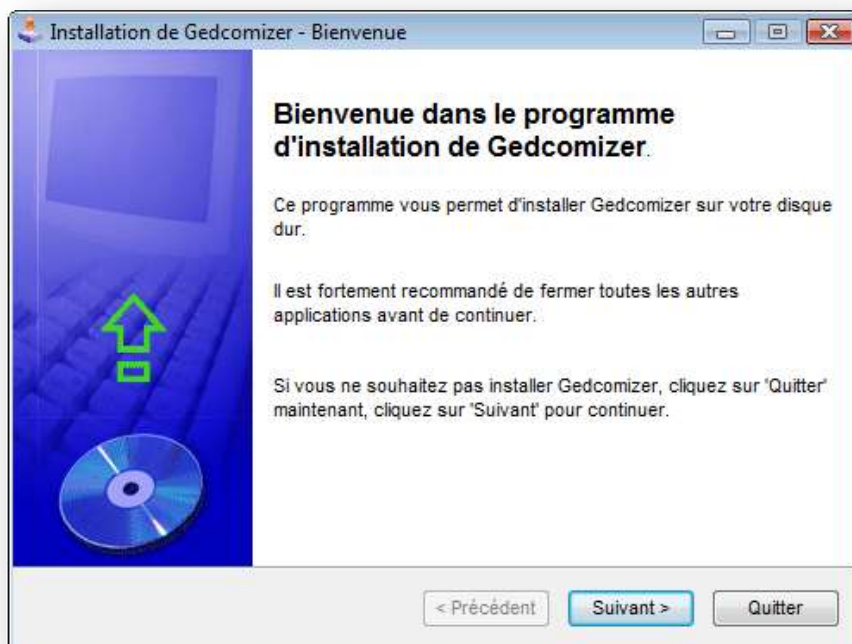 Installation de Gedcomizer - Bienvenue
Bienvenue dans le programme
d'installation de Gedcomizer.
Ce programme vous permet d'installer Gedcomizer sur votre disque
dur.
Il est fortement recommandé de fermer toutes les autres
applications avant de continuer.
Si vous ne souhaitez pas installer Gedcomizer, cliquez sur 'Quitter'
maintenant, cliquez sur 'Suivant' pour continuer.
< Précédent
Suivant >
Quitter